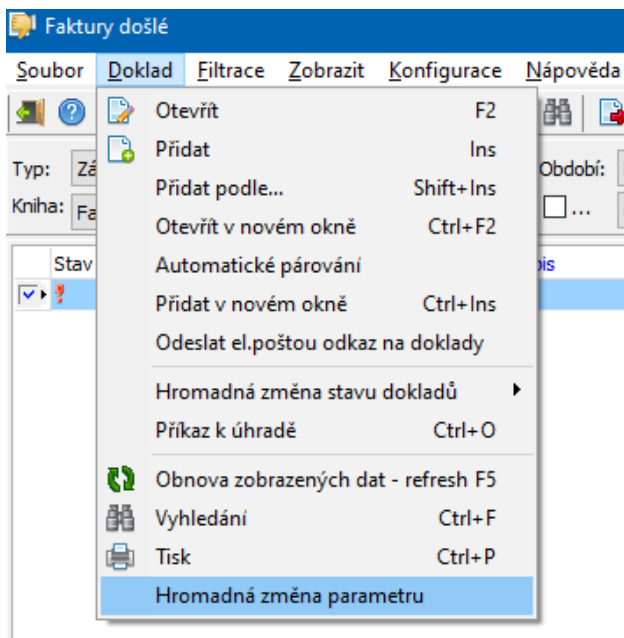 Faktury došlé
Soubor Doklad Filtrace Zobrazit Konfigurace Nápověda
Otevřít F2
Přidat Ins
Přidat podle... Shift+Ins
Otevřít v novém okně Ctrl+F2
Automatické párování
Přidat v novém okně Ctrl+Ins
Odeslat el.poštou odkaz na doklady
Hromadná změna stavu dokladů
Příkaz k úhradě Ctrl+O
Obnova zobrazených dat - refresh F5
Vyhledání Ctrl+F
Tisk Ctrl+P
Hromadná změna parametru
Typ:
Období:
Kniha:
...
Stav